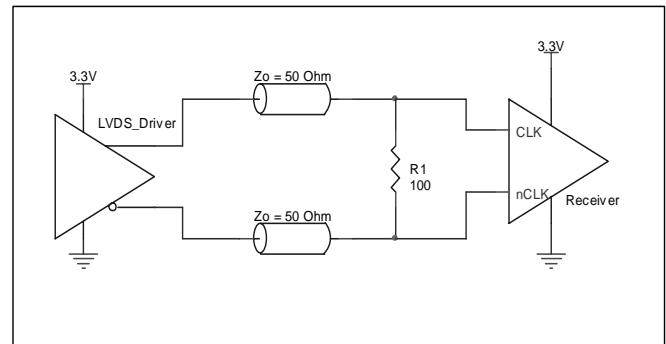 3.3V
3.3V
Zo = 50 Ohm
LVDS_Driver
CLK
R1
100
nCLK
Receiver
Zo = 50 Ohm